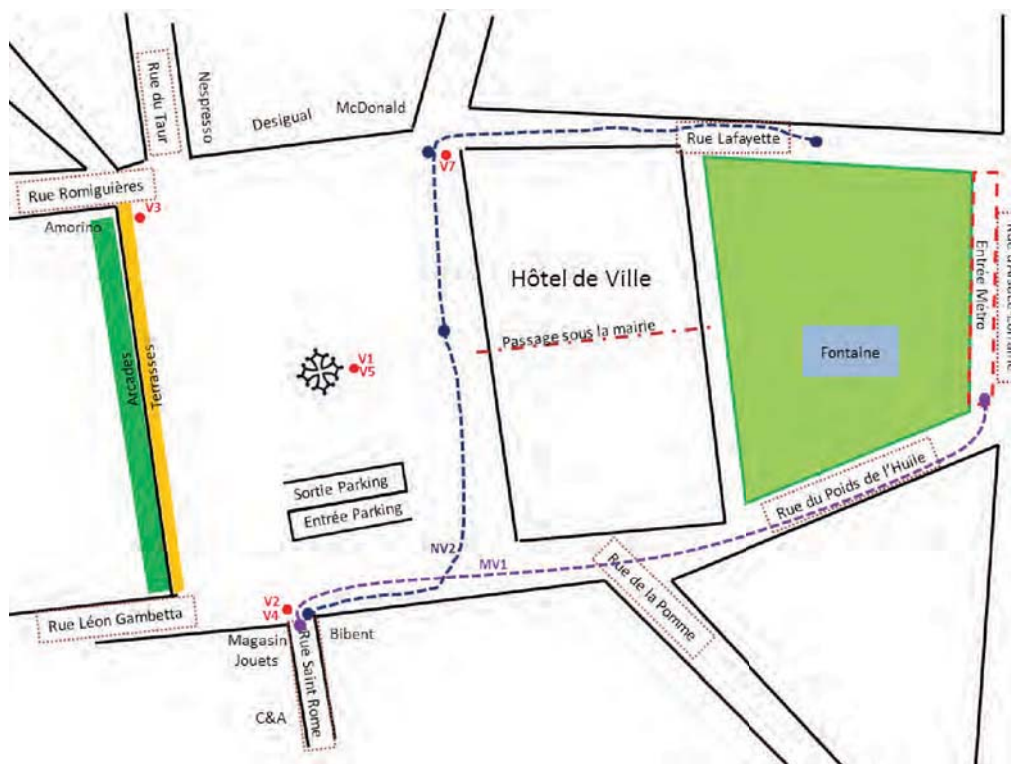 Rue du Taur
Nespresso
Desigual
McDonald
Rue Lafayette
V7
Rue Romiguières
V3
Amorino
Hôtel de Ville
Passage sous la mairie
Entrée Métro
Fontaine
Arcades
Terrasses
V1
V5
Sortie Parking
Entrée Parking
Rue du Poids de l'Huile
NV2
MV1
Rue de la Pomme
V2
V4
Rue Léon Gambetta
Magasin
Jouets
Bibent
Rue Saint Rome
C&A